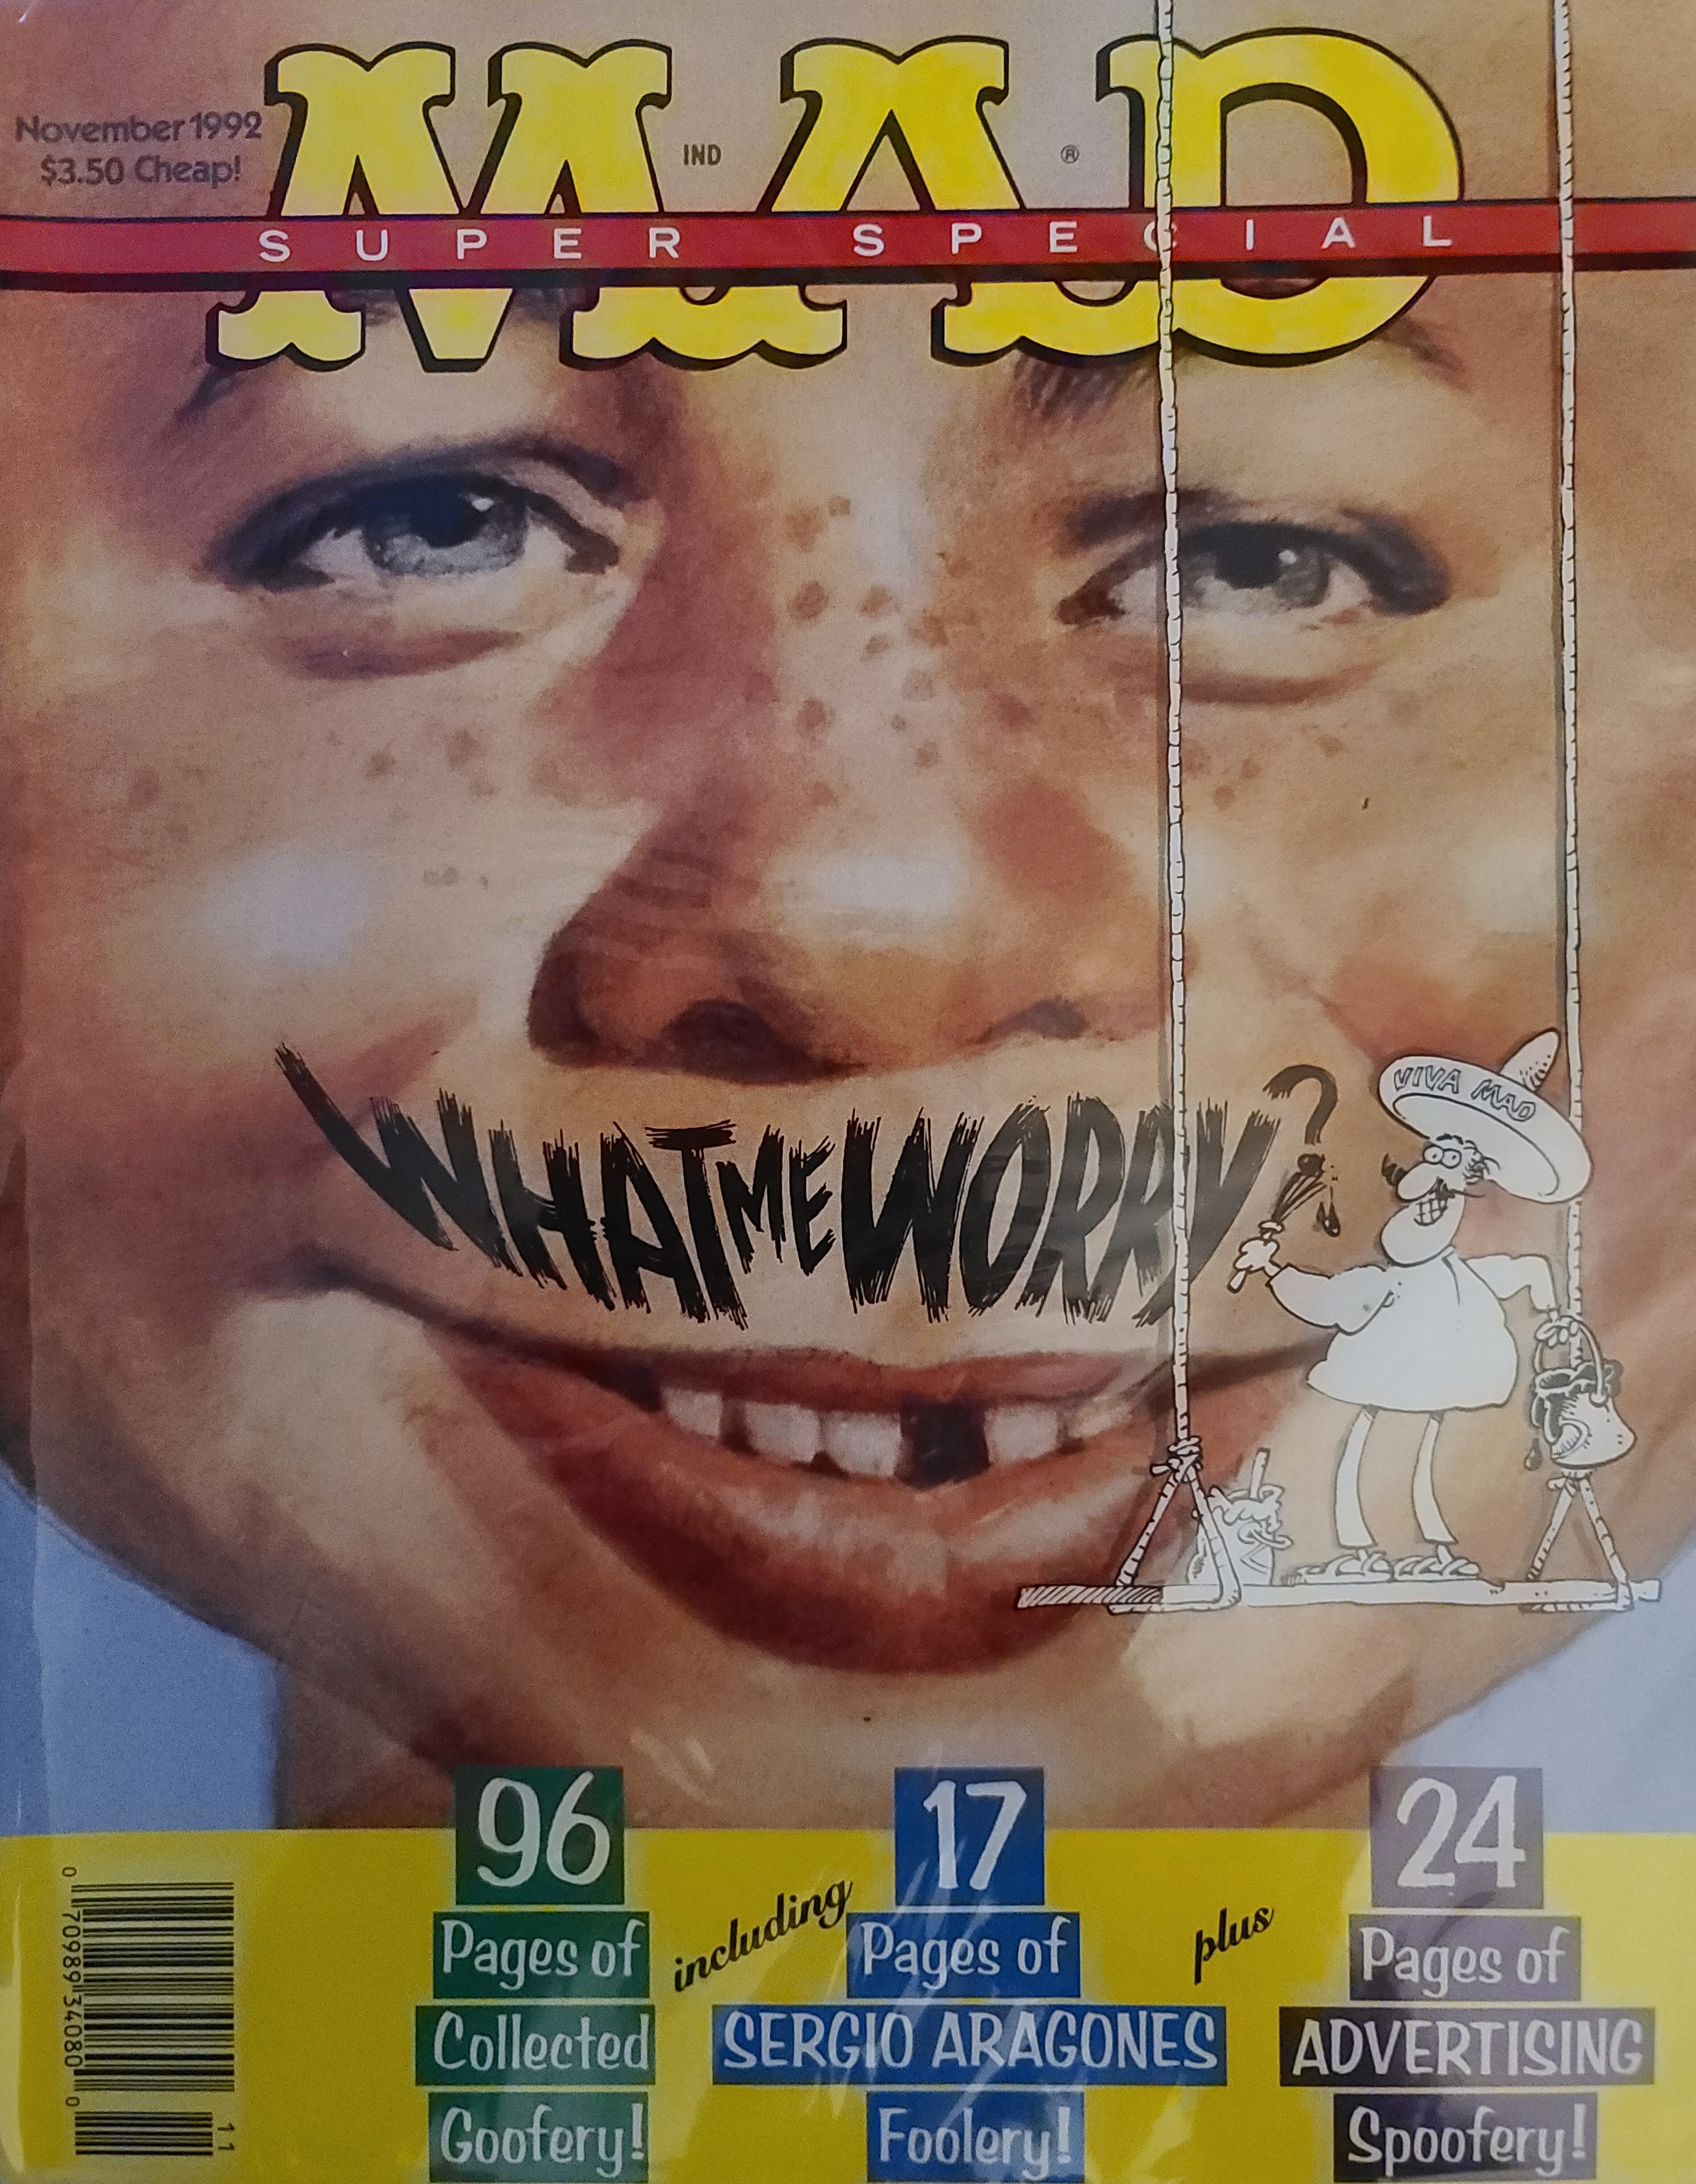 November 1992
$3.50 Cheap!
MAD
IND
®
SUPER SPECIAL
VIVA MAD
WHAT ME WORRY?
96
Pages of
Collected
Goofery!
including
17
Pages of
SERGIO ARAGONES
Foolery!
plus
24
Pages of
ADVERTISING
Spoofery!
0 70989 34080 0
11